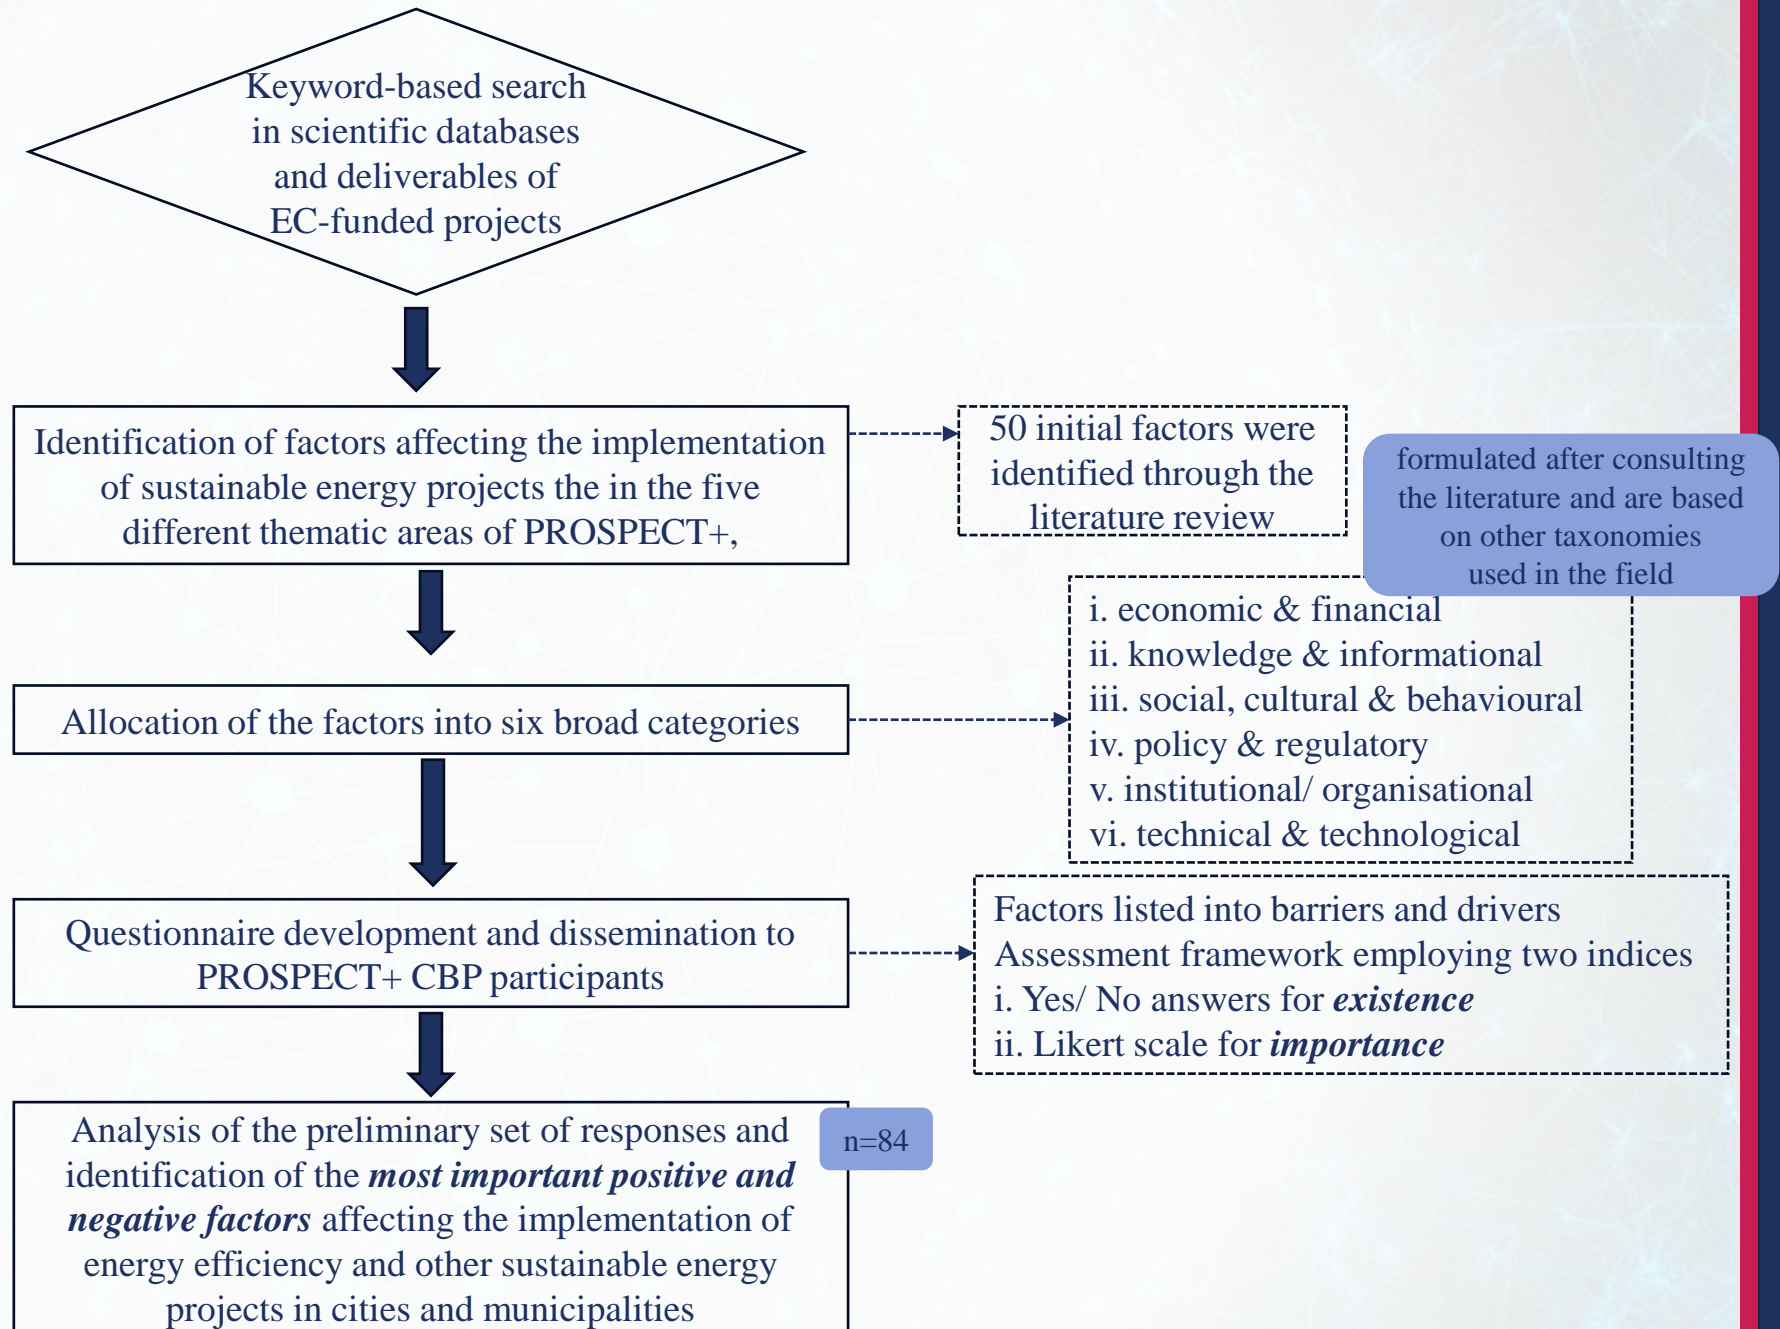 Keyword-based search
in scientific databases
and deliverables of
EC-funded projects
Identification of factors affecting the implementation
of sustainable energy projects the in the five
different thematic areas of PROSPECT+,
50 initial factors were
identified through the
literature review
formulated after consulting
the literature and are based
on other taxonomies
used in the field
Allocation of the factors into six broad categories
i. economic & financial
ii. knowledge & informational
iii. social, cultural & behavioural
iv. policy & regulatory
v. institutional/ organisational
vi. technical & technological
Questionnaire development and dissemination to
PROSPECT+ CBP participants
Factors listed into barriers and drivers
Assessment framework employing two indices
i. Yes/ No answers for existence
ii. Likert scale for importance
Analysis of the preliminary set of responses and
identification of the most important positive and
negative factors affecting the implementation of
energy efficiency and other sustainable energy
projects in cities and municipalities
n=84